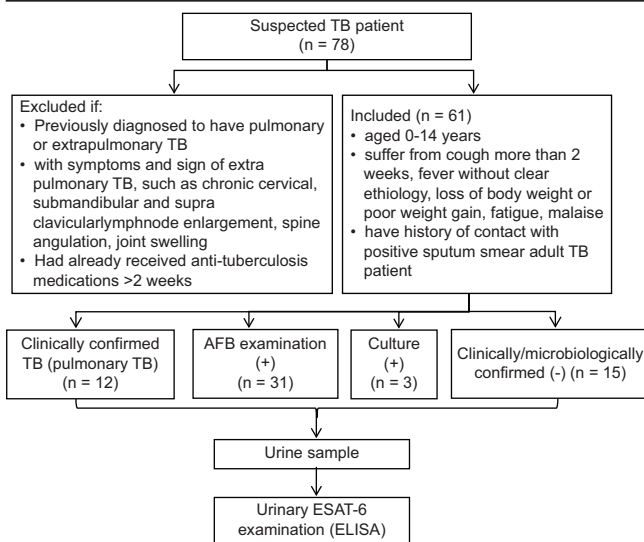 Suspected TB patient
(n = 78)
Excluded if:
• Previously diagnosed to have pulmonary
or extrapulmonary TB
• with symptoms and sign of extra
pulmonary TB, such as chronic cervical,
submandibular and supra
clavicularlymphnode enlargement, spine
angulation, joint swelling
• Had already received anti-tuberculosis
medications >2 weeks
Included (n = 61)
• aged 0-14 years
• suffer from cough more than 2
weeks, fever without clear
ethiology, loss of body weight or
poor weight gain, fatigue, malaise
• have history of contact with
positive sputum smear adult TB
patient
Clinically confirmed
TB (pulmonary TB)
(n = 12)
AFB examination
(+)
(n = 31)
Culture
(+)
(n = 3)
Clinically/microbiologically
confirmed (-) (n = 15)
Urine sample
Urinary ESAT-6
examination (ELISA)